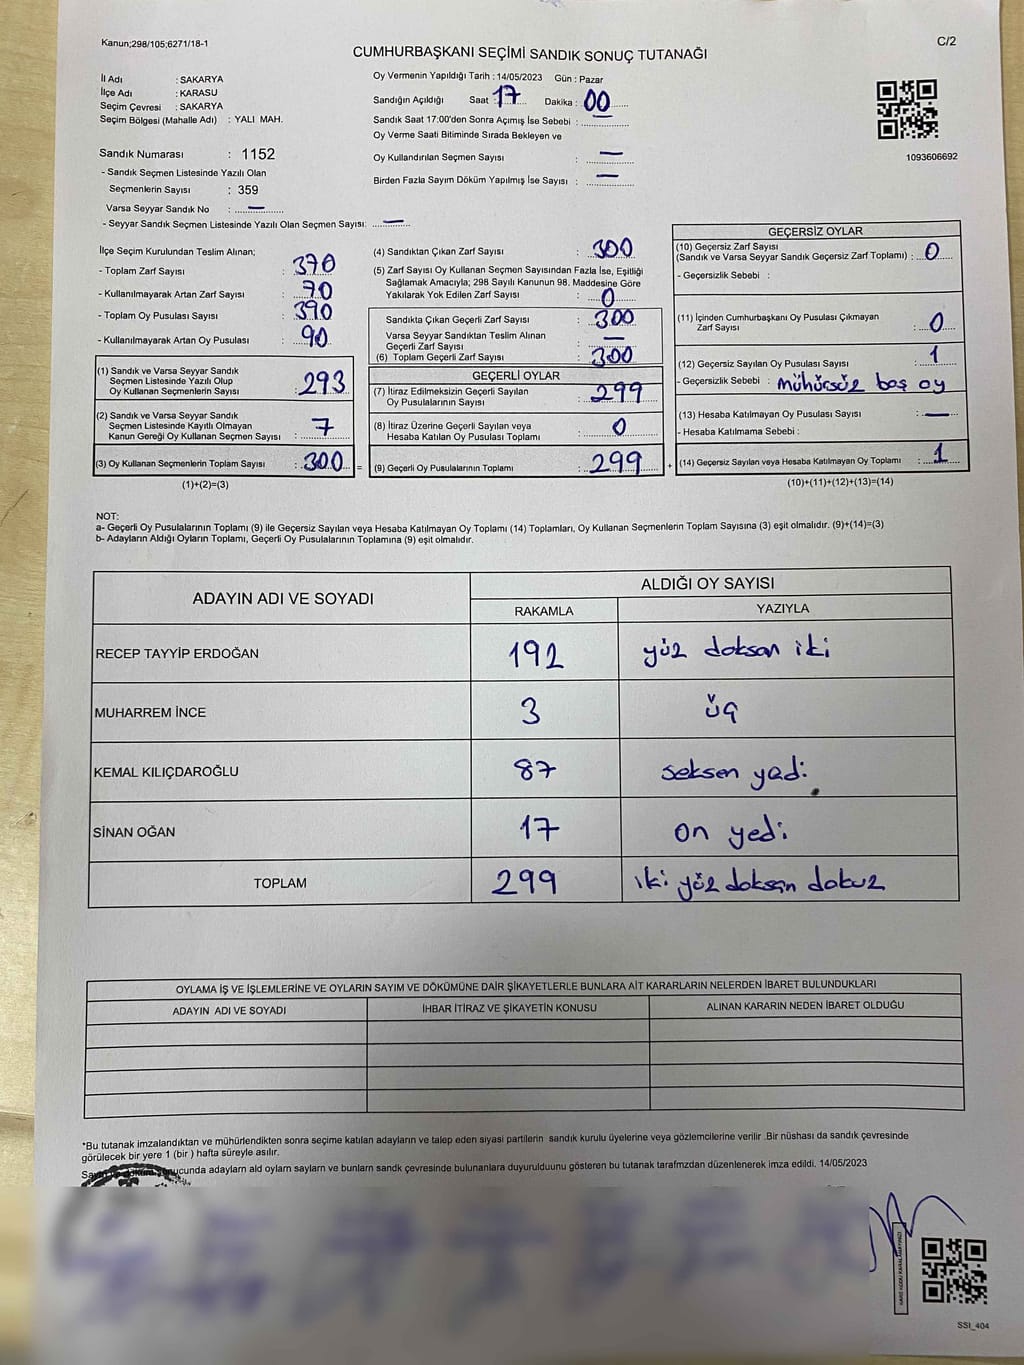 Kanun;298/105;6271/18-1
C/2
CUMHURBAŞKANI SEÇİMİ SANDIK SONUÇ TUTANAĞI
İl Adı : SAKARYA
İlçe Adı : KARASU
Seçim Çevresi : SAKARYA
Seçim Bölgesi (Mahalle Adı) : YALI MAH.
Sandık Numarası : 1152
- Sandık Seçmen Listesinde Yazılı Olan
Seçmenlerin Sayısı : 359
Varsa Seyyar Sandık No : —
- Seyyar Sandık Seçmen Listesinde Yazılı Olan Seçmen Sayısı: —
Oy Vermenin Yapıldığı Tarih : 14/05/2023 Gün : Pazar
Sandığın Açıldığı Saat : 17 Dakika : 00
Sandık Saat 17:00'den Sonra Açımış İse Sebebi : —
Oy Verme Saati Bitiminde Sırada Bekleyen ve
Oy Kullandırılan Seçmen Sayısı : —
Birden Fazla Sayım Döküm Yapılmış İse Sayısı : —
1093606692
İlçe Seçim Kurulundan Teslim Alınan;
- Toplam Zarf Sayısı : 370
- Kullanılmayarak Artan Zarf Sayısı : 70
- Toplam Oy Pusulası Sayısı : 390
- Kullanılmayarak Artan Oy Pusulası : 90
(1) Sandık ve Varsa Seyyar Sandık
Seçmen Listesinde Yazılı Olup
Oy Kullanan Seçmenlerin Sayısı : 293
(2) Sandık ve Varsa Seyyar Sandık
Seçmen Listesinde Kayıtlı Olmayan
Kanun Gereği Oy Kullanan Seçmen Sayısı : 7
(3) Oy Kullanan Seçmenlerin Toplam Sayısı : 300 =
(1)+(2)=(3)
(4) Sandıktan Çıkan Zarf Sayısı : 300
(5) Zarf Sayısı Oy Kullanan Seçmen Sayısından Fazla İse, Eşitliği
Sağlamak Amacıyla; 298 Sayılı Kanunun 98. Maddesine Göre
Yakılarak Yok Edilen Zarf Sayısı : 0
Sandıkta Çıkan Geçerli Zarf Sayısı : 300
Varsa Seyyar Sandıktan Teslim Alınan
Geçerli Zarf Sayısı : —
(6) Toplam Geçerli Zarf Sayısı : 300
GEÇERLİ OYLAR
(7) İtiraz Edilmeksizin Geçerli Sayılan
Oy Pusulalarının Sayısı : 299
(8) İtiraz Üzerine Geçerli Sayılan veya
Hesaba Katılan Oy Pusulası Toplamı : 0
(9) Geçerli Oy Pusulalarının Toplamı : 299 +
GEÇERSİZ OYLAR
(10) Geçersiz Zarf Sayısı
(Sandık ve Varsa Seyyar Sandık Geçersiz Zarf Toplamı) : 0
- Geçersizlik Sebebi :
(11) İçinden Cumhurbaşkanı Oy Pusulası Çıkmayan
Zarf Sayısı : 0
(12) Geçersiz Sayılan Oy Pusulası Sayısı : 1
- Geçersizlik Sebebi : mühürsüz boş oy
(13) Hesaba Katılmayan Oy Pusulası Sayısı : —
- Hesaba Katılmama Sebebi :
(14) Geçersiz Sayılan veya Hesaba Katılmayan Oy Toplamı : 1
(10)+(11)+(12)+(13)=(14)
NOT:
a- Geçerli Oy Pusulalarının Toplamı (9) ile Geçersiz Sayılan veya Hesaba Katılmayan Oy Toplamı (14) Toplamları, Oy Kullanan Seçmenlerin Toplam Sayısına (3) eşit olmalıdır. (9)+(14)=(3)
b- Adayların Aldığı Oyların Toplamı, Geçerli Oy Pusulalarının Toplamına (9) eşit olmalıdır.
ADAYIN ADI VE SOYADI ALDIĞI OY SAYISI
RAKAMLA YAZIYLA
RECEP TAYYİP ERDOĞAN 192 yüz doksan iki
MUHARREM İNCE 3 üç
KEMAL KILIÇDAROĞLU 87 seksen yedi
SİNAN OĞAN 17 on yedi
TOPLAM 299 iki yüz doksan dokuz
OYLAMA İŞ VE İŞLEMLERİNE VE OYLARIN SAYIM VE DÖKÜMÜNE DAİR ŞİKAYETLERLE BUNLARA AİT KARARLARIN NELERDEN İBARET BULUNDUKLARI
ADAYIN ADI VE SOYADI İHBAR İTİRAZ VE ŞİKAYETİN KONUSU ALINAN KARARIN NEDEN İBARET OLDUĞU
*Bu tutanak imzalandıktan ve mühürlendikten sonra seçime katılan adayların ve talep eden siyasi partilerin sandık kurulu üyelerine veya gözlemcilerine verilir .Bir nüshası da sandık çevresinde
görülecek bir yere 1 (bir ) hafta süreyle asılır.
adayların ald oyların sayları ve bunların sandk çevresinde bulunanlara duyurulduunu gösteren bu tutanak tarafmzdan düzenlenerek imza edildi. 14/05/2023
SSI_404